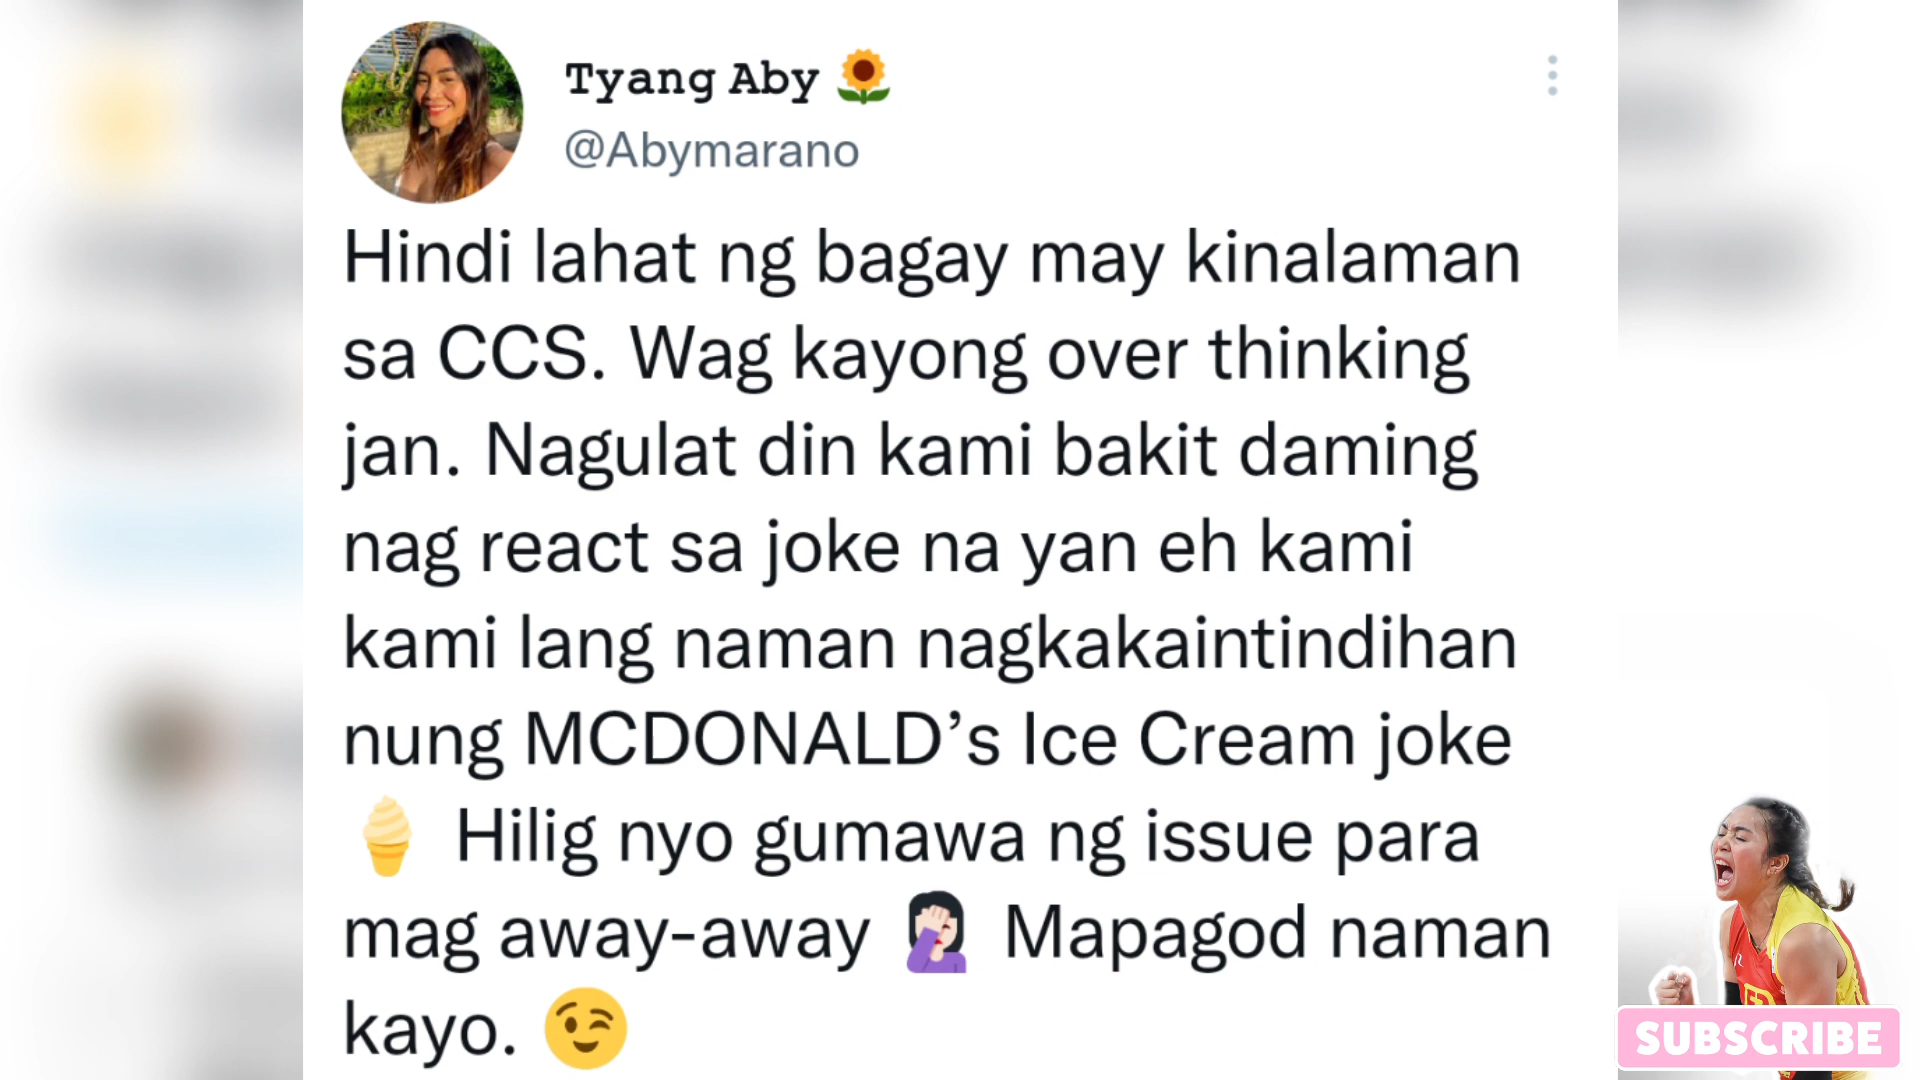 Tyang Aby 🌻
@Abymarano
Hindi lahat ng bagay may kinalaman
sa CCS. Wag kayong over thinking
jan. Nagulat din kami bakit daming
nag react sa joke na yan eh kami
kami lang naman nagkakaintindihan
nung MCDONALD’s Ice Cream joke
🍦 Hilig nyo gumawa ng issue para
mag away-away 🤦🏻‍♀️ Mapagod naman
kayo. 😉
SUBSCRIBE